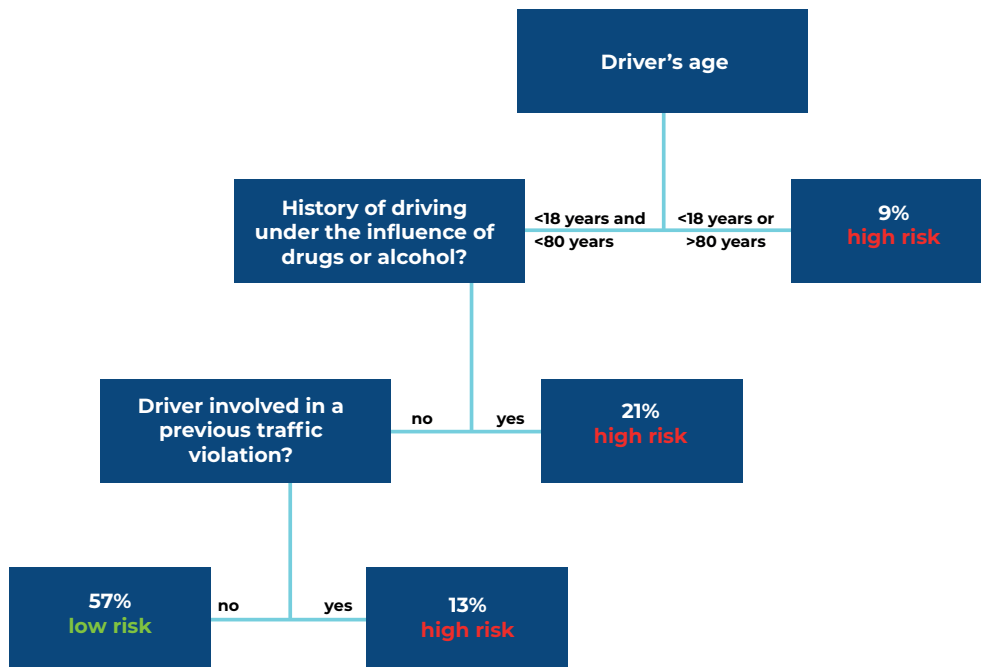 Driver’s age
History of driving
under the influence of
drugs or alcohol?
<18 years and
<80 years
<18 years or
>80 years
9%
high risk
Driver involved in a
previous traffic
violation?
no
yes
21%
high risk
57%
low risk
no
yes
13%
high risk